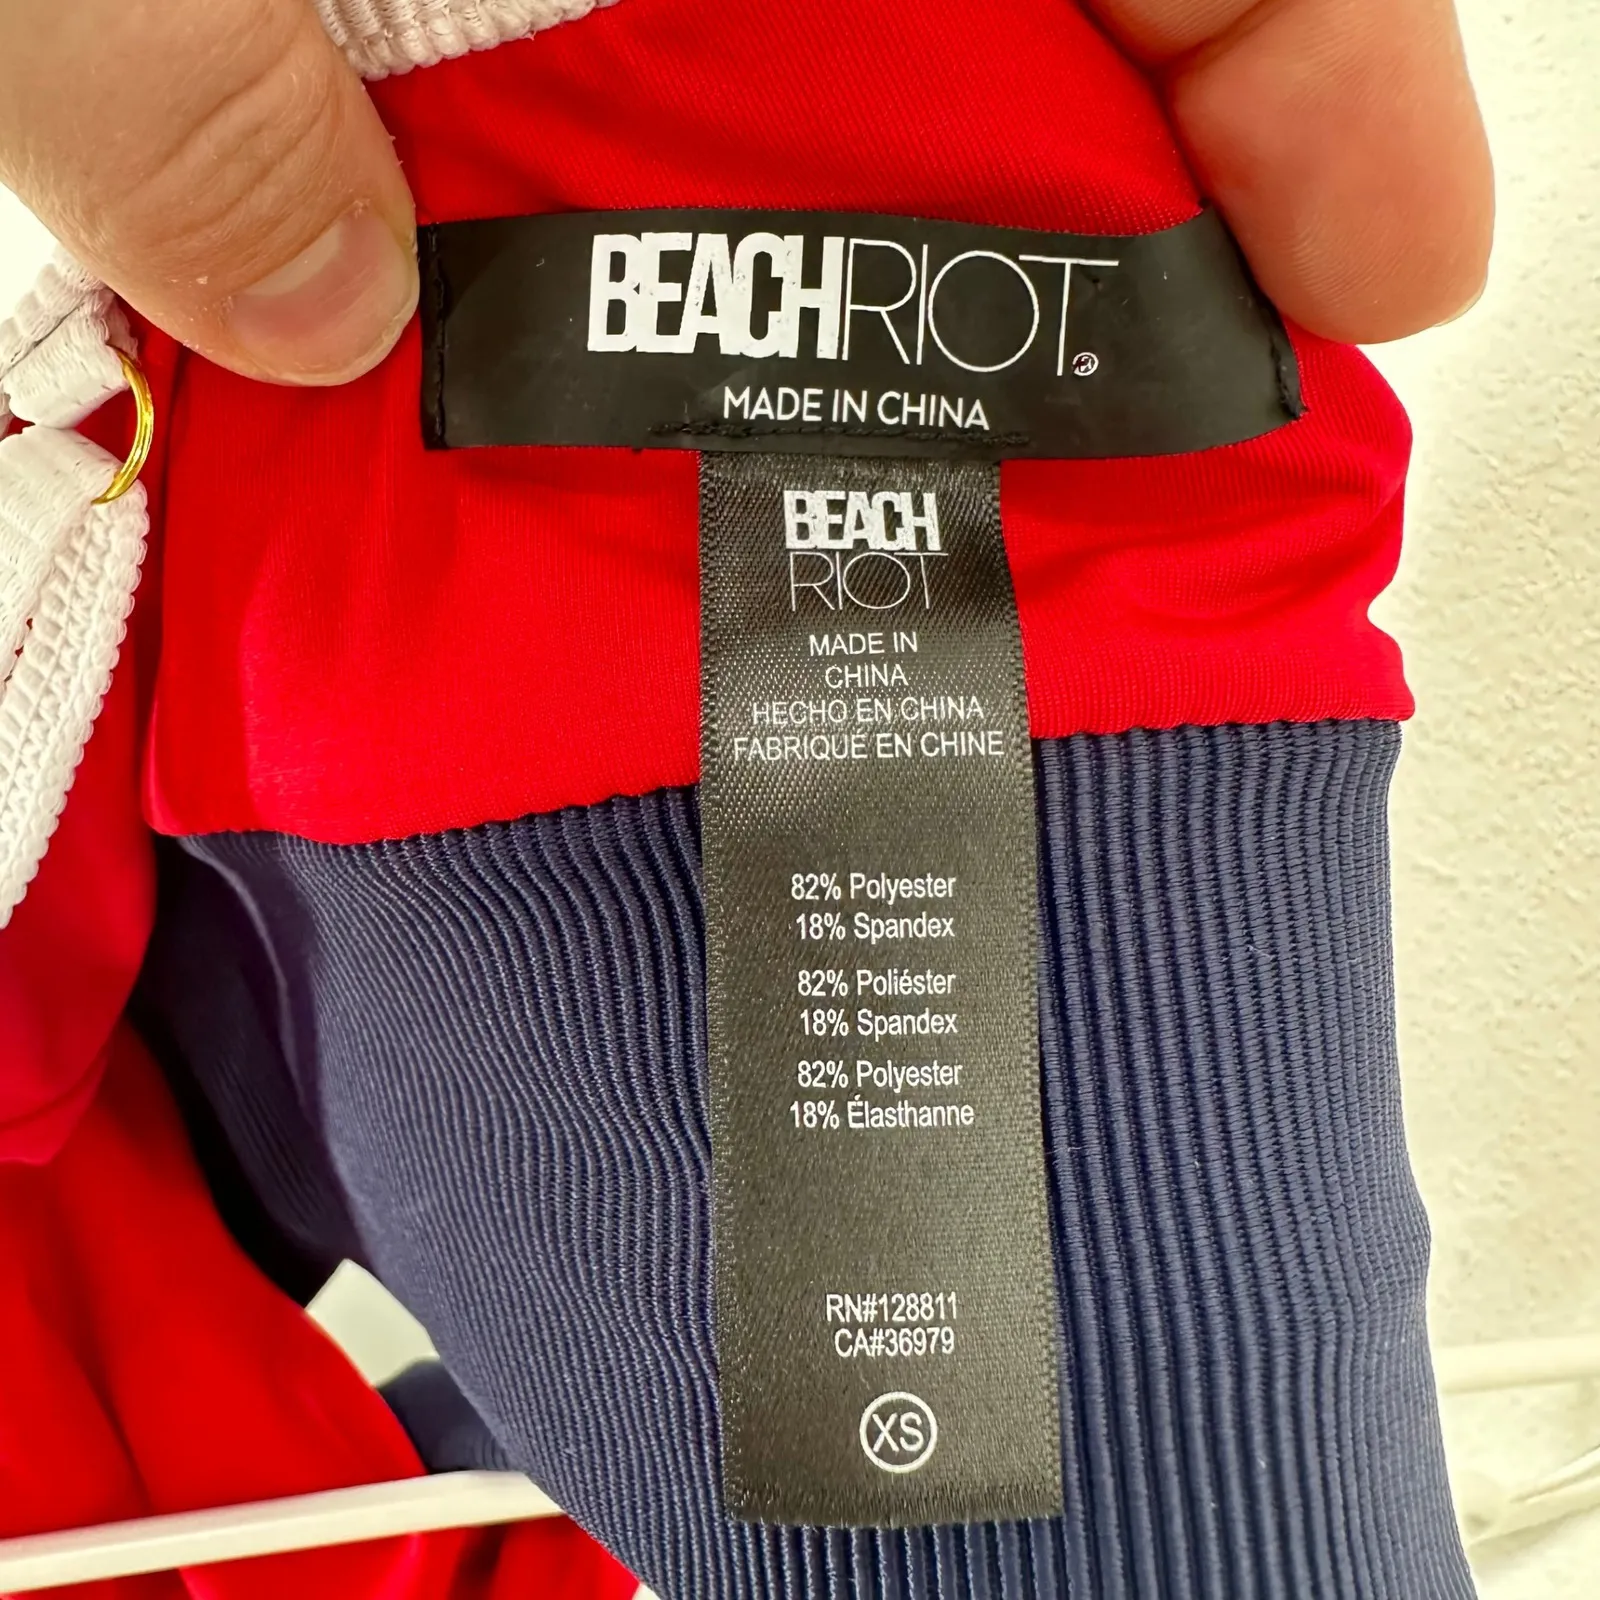 BEACHRIOT®
MADE IN CHINA
BEACH
RIOT
MADE IN
CHINA
HECHO EN CHINA
FABRIQUÉ EN CHINE
82% Polyester
18% Spandex
82% Poliéster
18% Spandex
82% Polyester
18% Élasthanne
RN#128811
CA#36979
XS